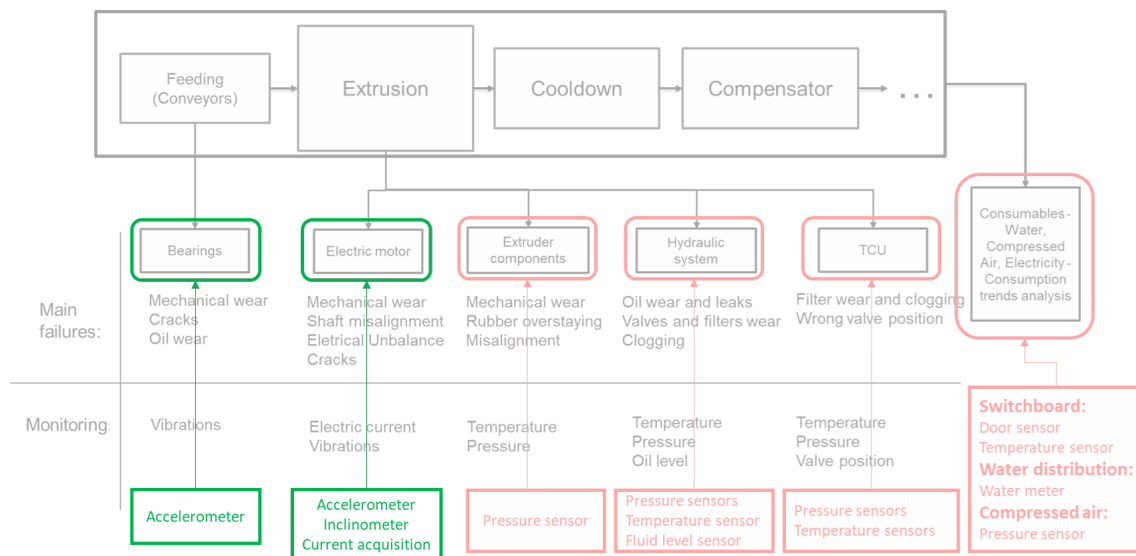 Feeding
(Conveyors)
Extrusion
Cooldown
Compensator
...
Bearings
Electric motor
Extruder
components
Hydraulic
system
TCU
Consumables-
Water,
Compressed
Air, Electricity-
Consumption
trends analysis
Main
failures:
Mechanical wear
Cracks
Oil wear
Mechanical wear
Shaft misalignment
Eletrical Unbalance
Cracks
Mechanical wear
Rubber overstaying
Misalignment
Oil wear and leaks
Valves and filters wear
Clogging
Filter wear and clogging
Wrong valve position
Monitoring:
Vibrations
Electric current
Vibrations
Temperature
Pressure
Temperature
Pressure
Oil level
Temperature
Pressure
Valve position
Accelerometer
Accelerometer
Inclinometer
Current acquisition
Pressure sensor
Pressure sensors
Temperature sensor
Fluid level sensor
Pressure sensors
Temperature sensors
Switchboard:
Door sensor
Temperature sensor
Water distribution:
Water meter
Compressed air:
Pressure sensor